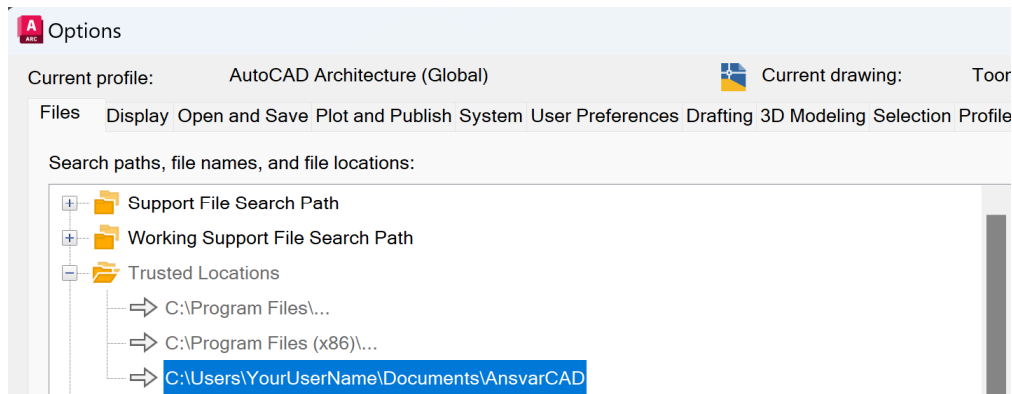 A ARC Options
Current profile: AutoCAD Architecture (Global) Current drawing: Toor
Files Display Open and Save Plot and Publish System User Preferences Drafting 3D Modeling Selection Profile
Search paths, file names, and file locations:
Support File Search Path
Working Support File Search Path
Trusted Locations
C:\Program Files\...
C:\Program Files (x86)\...
C:\Users\YourUserName\Documents\AnsvarCAD